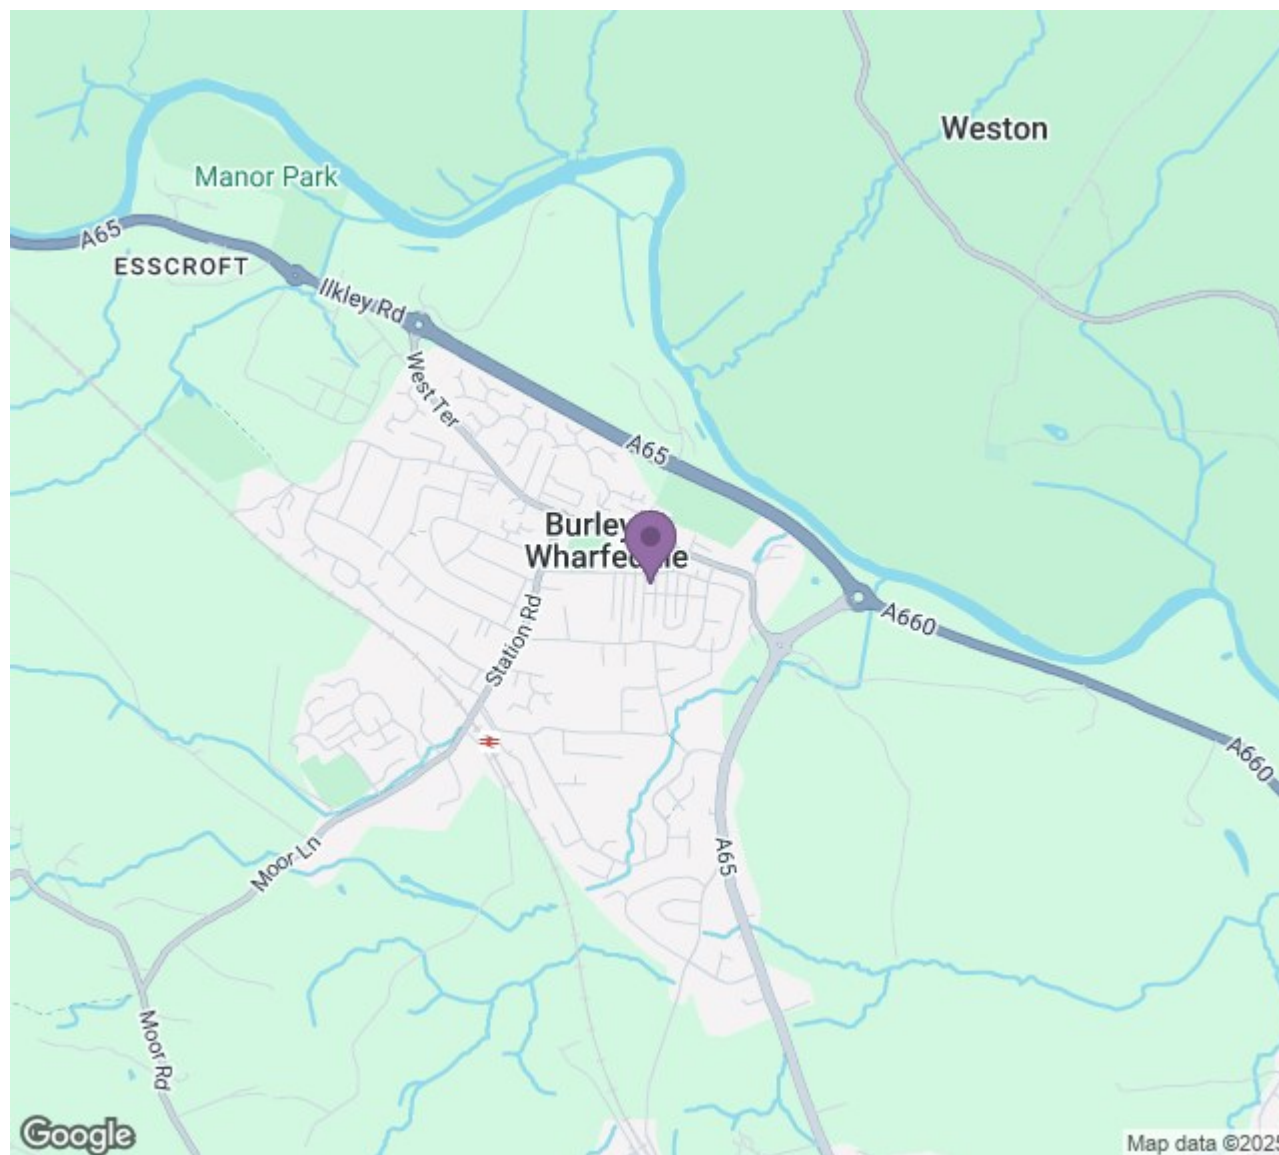 Weston
Manor Park
A65
ESSCROFT
Ilkley Rd
West Ter
A65
Burley
Wharfedale
A660
Station Rd
A660
A65
Moor Ln
Moor Rd
Google
Map data ©2025